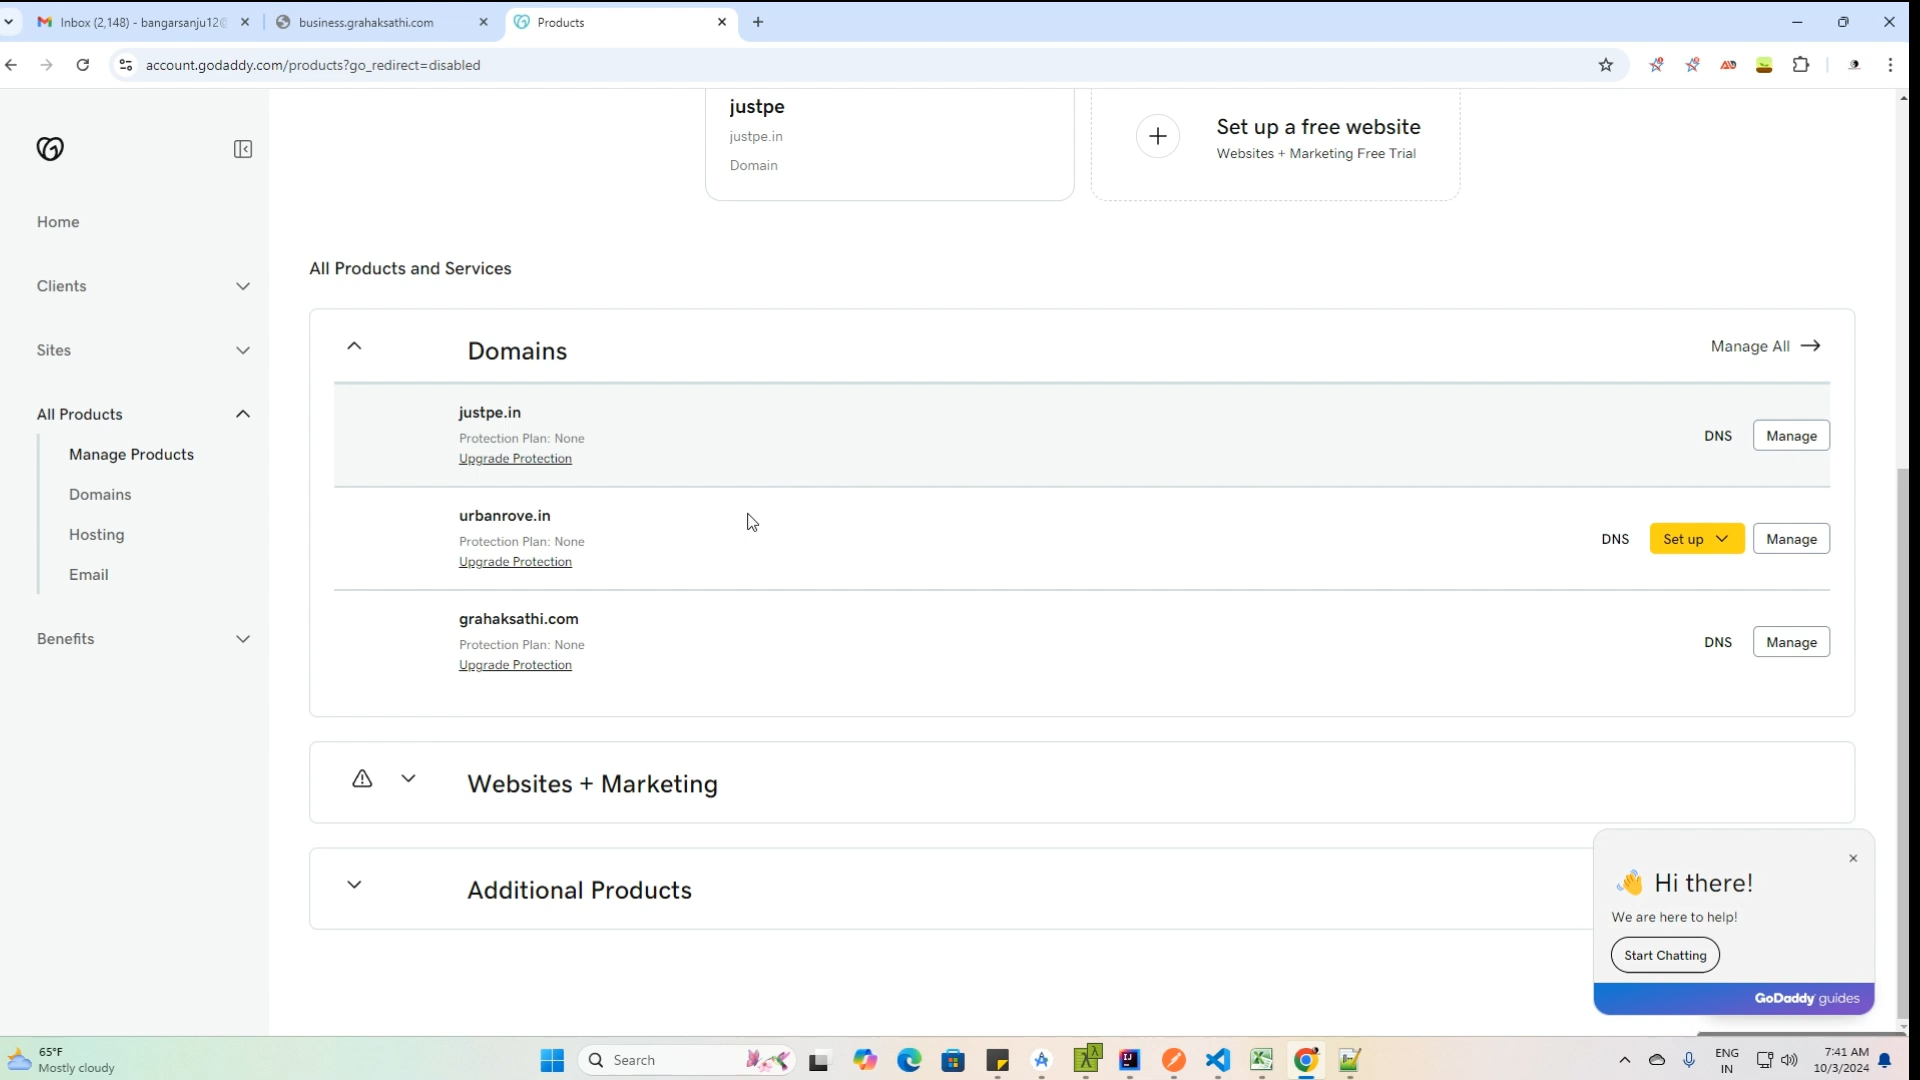 Inbox (2,148) - bangarsanju12
business.grahaksathi.com
Products
account.godaddy.com/products?go_redirect=disabled
justpe
justpe.in
Domain
Set up a free website
Websites + Marketing Free Trial
Home
Clients
Sites
All Products
Manage Products
Domains
Hosting
Email
Benefits
All Products and Services
Domains
Manage All
justpe.in
Protection Plan: None
Upgrade Protection
DNS
Manage
urbanrove.in
Protection Plan: None
Upgrade Protection
DNS
Set up
Manage
grahaksathi.com
Protection Plan: None
Upgrade Protection
DNS
Manage
Websites + Marketing
Additional Products
👋 Hi there!
We are here to help!
Start Chatting
GoDaddy guides
65°F
Mostly cloudy
Search
ENG
IN
7:41 AM
10/3/2024